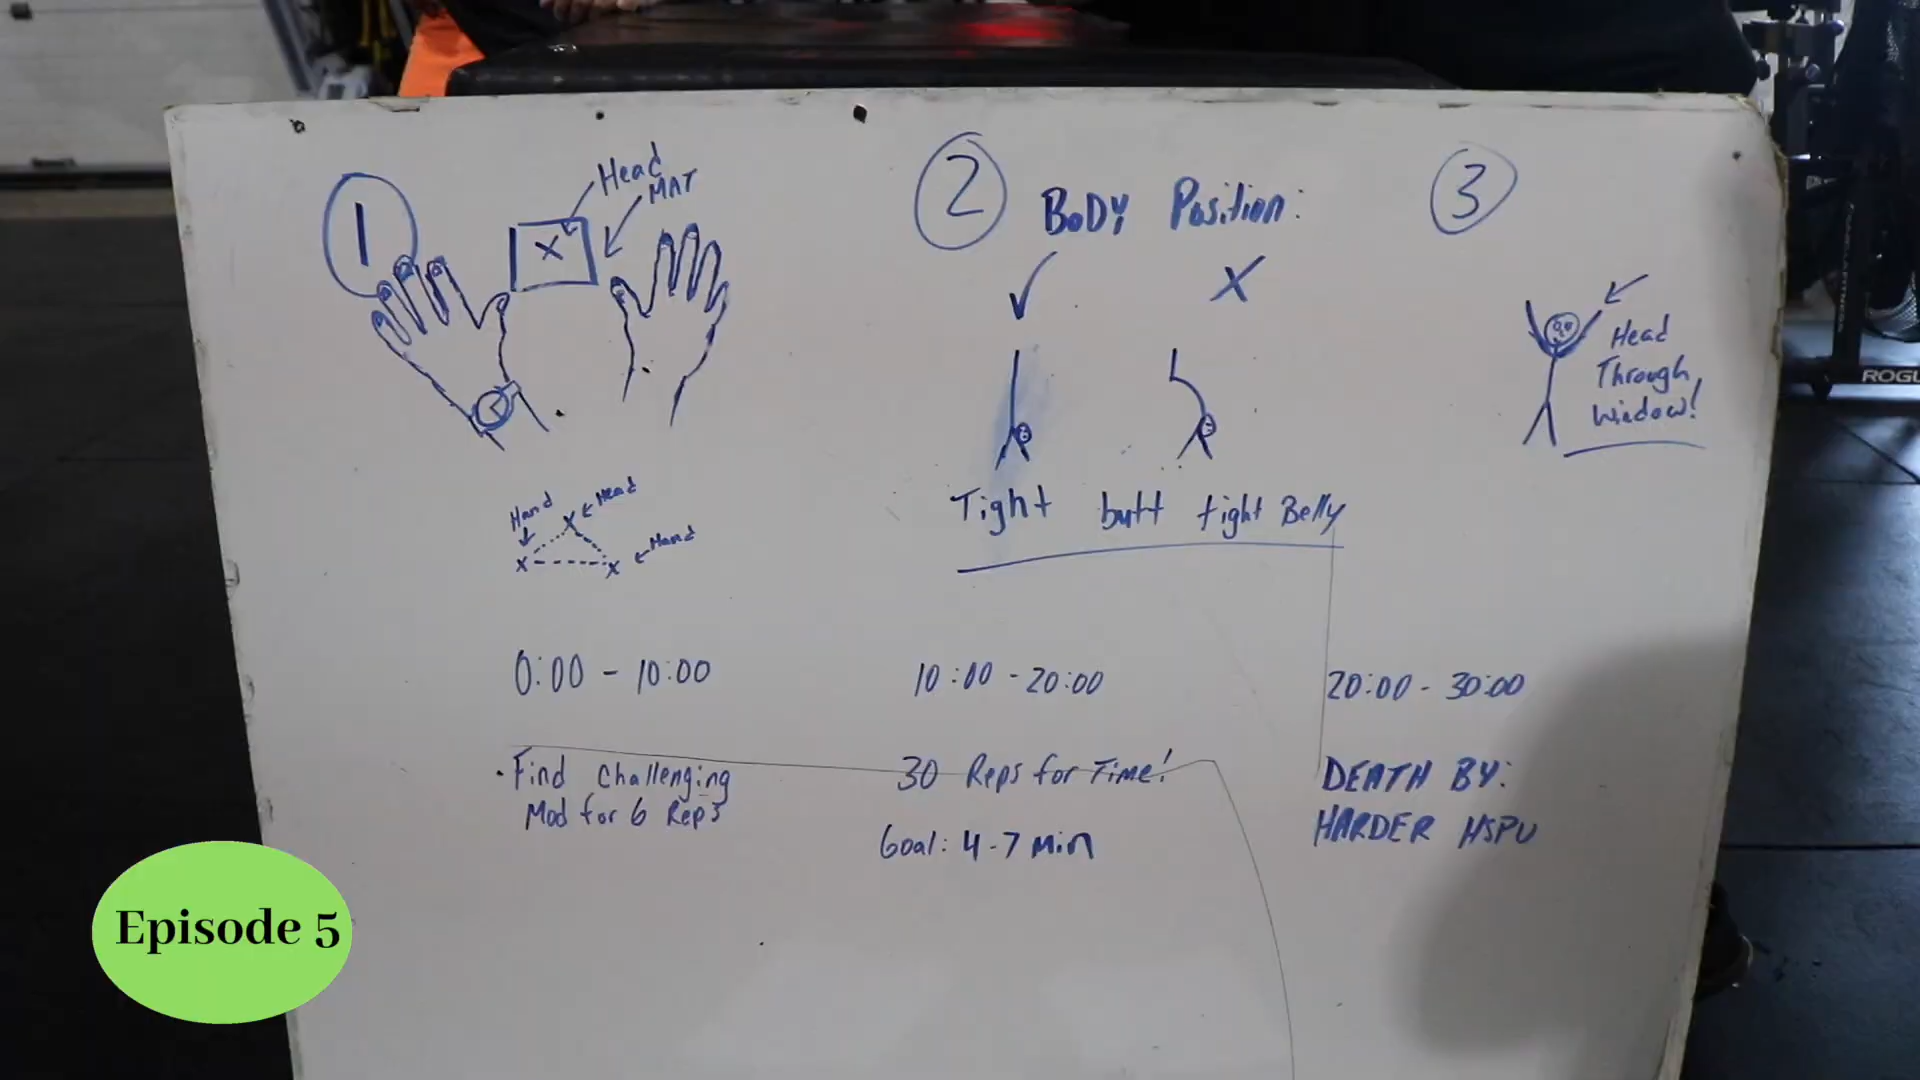 1
Head
MAT
X
Hand
Head
Hand
x
x
x
2
BODY Position:
✓
X
Tight butt tight Belly
3
Head
Through
Window!
0:00 - 10:00
. Find Challenging
Mod for 6 Reps
10:00 - 20:00
30 Reps for Time!
Goal: 4-7 Min
20:00 - 30:00
DEATH BY:
HARDER HSPU
ROGU
Episode 5